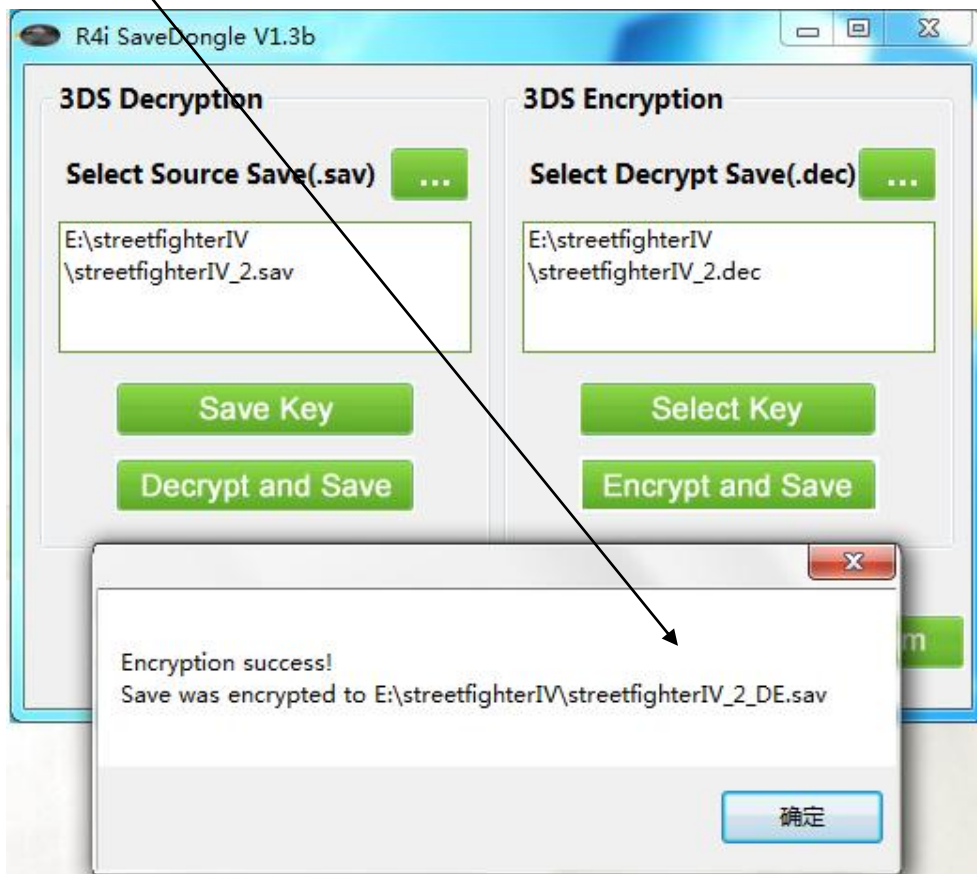 R4i SaveDongle V1.3b
3DS Decryption
Select Source Save(.sav)
...
E:\streetfighterIV
\streetfighterIV_2.sav
Save Key
Decrypt and Save
3DS Encryption
Select Decrypt Save(.dec)
...
E:\streetfighterIV
\streetfighterIV_2.dec
Select Key
Encrypt and Save
Encryption success!
Save was encrypted to E:\streetfighterIV\streetfighterIV_2_DE.sav
确定